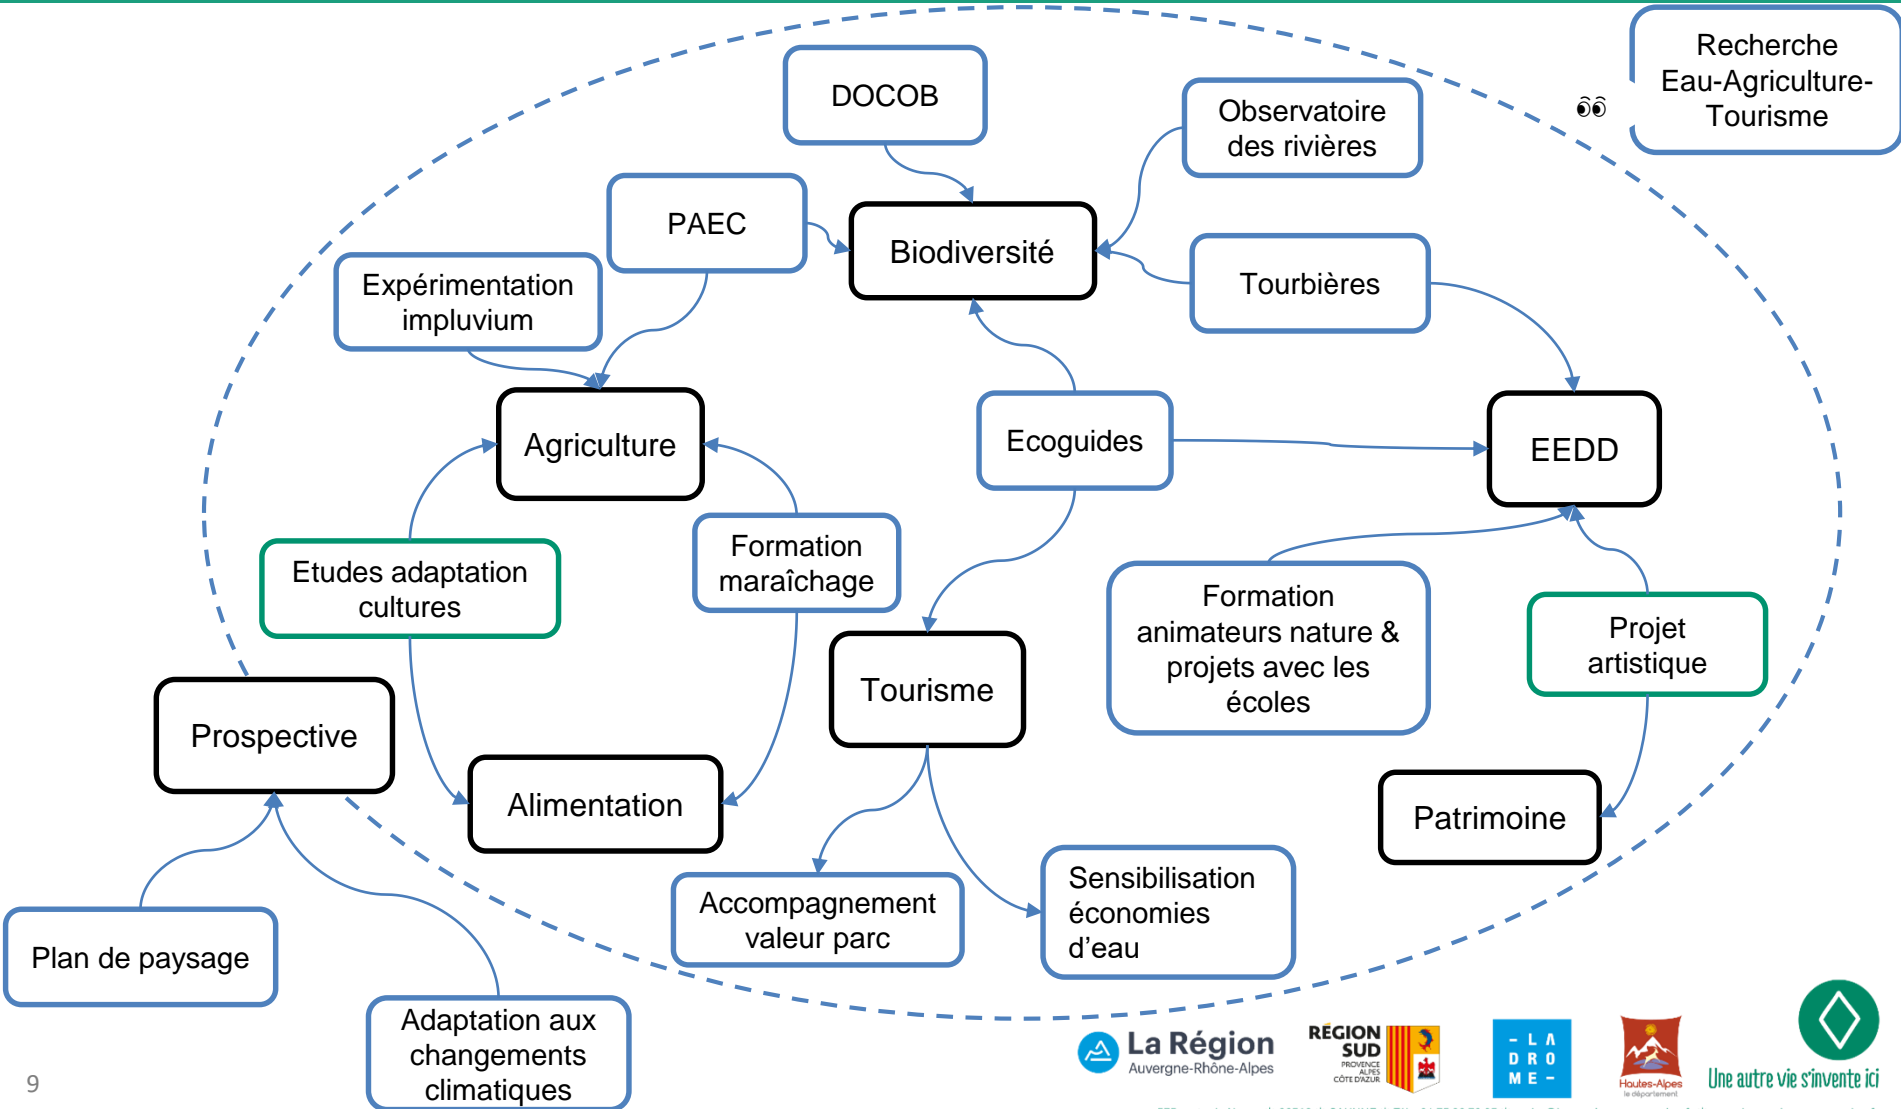 Recherche
Eau-Agriculture-
Tourisme
DOCOB
Observatoire
des rivières
PAEC
Biodiversité
Tourbières
Expérimentation
impluvium
Agriculture
Ecoguides
EEDD
Etudes adaptation
cultures
Formation
maraîchage
Formation
animateurs nature &
projets avec les
écoles
Projet
artistique
Tourisme
Prospective
Alimentation
Patrimoine
Accompagnement
valeur parc
Sensibilisation
économies
d'eau
Plan de paysage
Adaptation aux
changements
climatiques
9
La Région
Auvergne-Rhône-Alpes
RÉGION
SUD
PROVENCE
ALPES
CÔTE D'AZUR
- LA
DRO
ME -
Hautes-Alpes
le département
Une autre vie s'invente ici